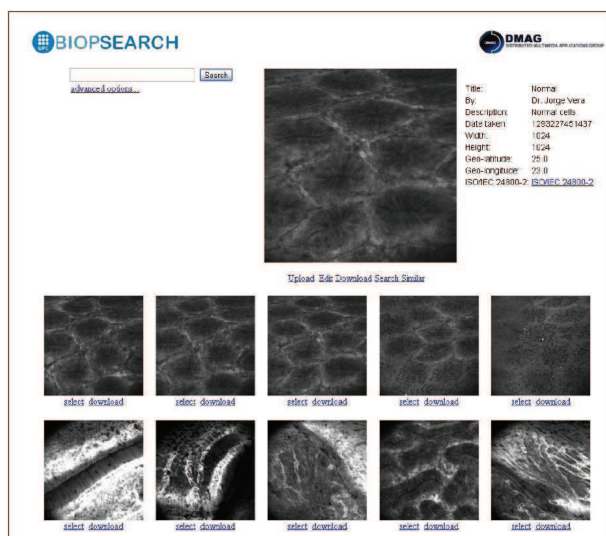 UPC BIOPSEARCH
DMAG
DISTRIBUTED MULTIMEDIA APPLICATIONS GROUP
Search
advanced options...
Title: Normal
By: Dr. Jorge Vera
Description: Normal cells
Date taken: 1293227451437
Width: 1024
Height: 1024
Geo-latitude: 25.0
Geo-longitude: 23.0
ISO/IEC 24800-2: ISO/IEC 24800-2
Upload Edit Download Search Similar
select download select download select download select download select download
select download select download select download select download select download